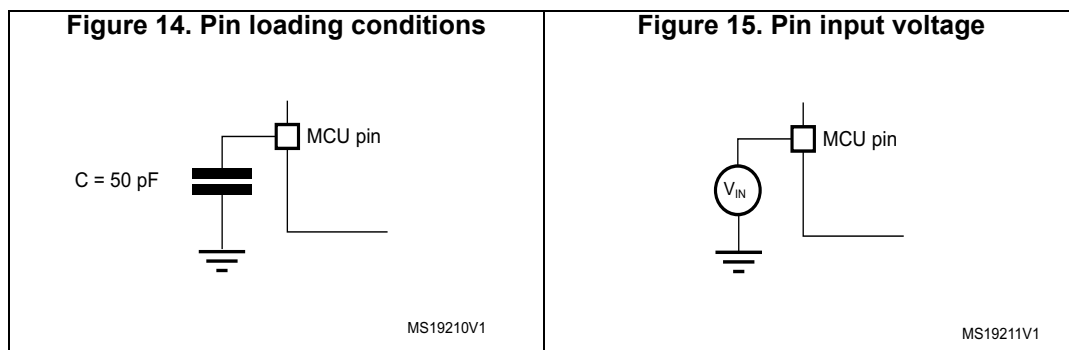 Figure 14. Pin loading conditions
MCU pin
C = 50 pF
MS19210V1
Figure 15. Pin input voltage
MCU pin
VIN
MS19211V1